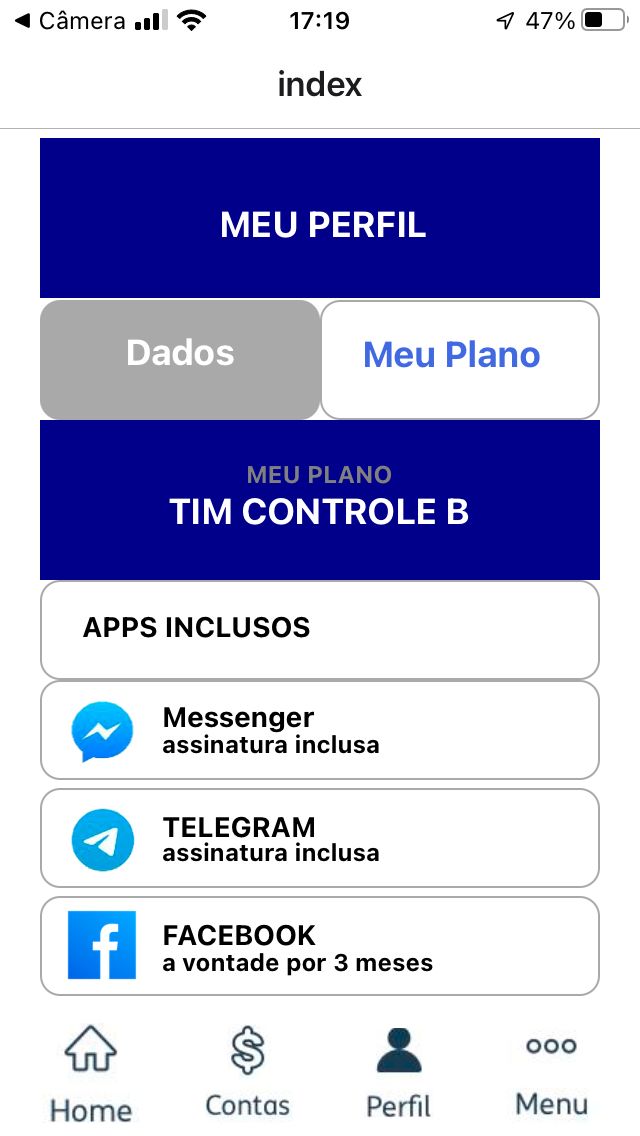 Câmera 17:19 47%
index
MEU PERFIL
Dados Meu Plano
MEU PLANO
TIM CONTROLE B
APPS INCLUSOS
Messenger
assinatura inclusa
TELEGRAM
assinatura inclusa
FACEBOOK
a vontade por 3 meses
Home Contas Perfil Menu